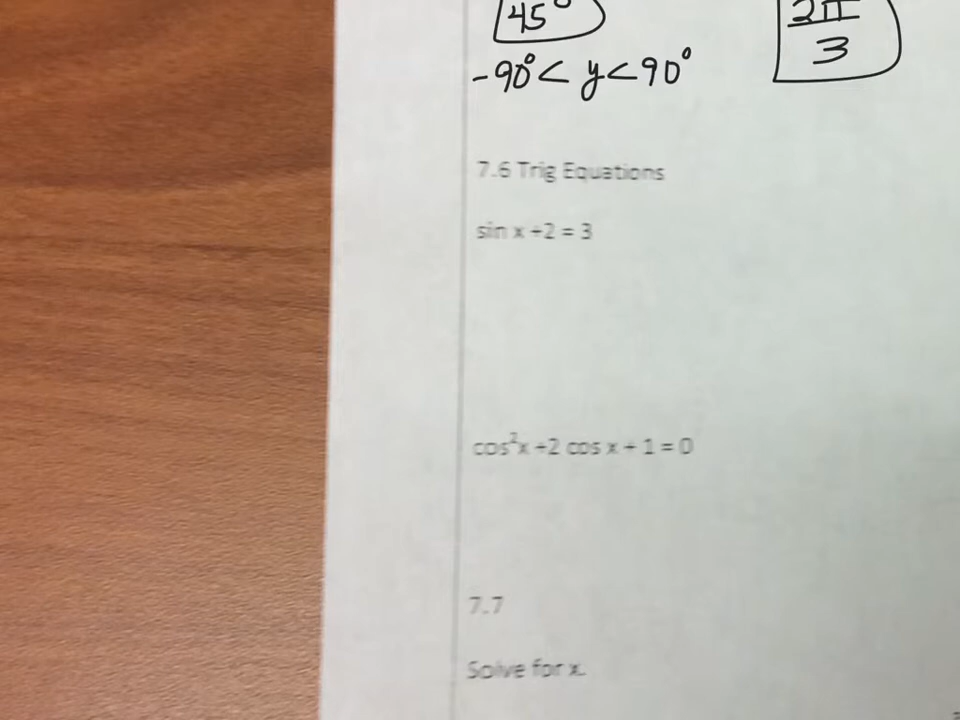 45°
-90° < y < 90°
2π
3
7.6 Trig Equations
sin x +2 = 3
cos²x +2 cos x + 1 = 0
7.7
Solve for x.